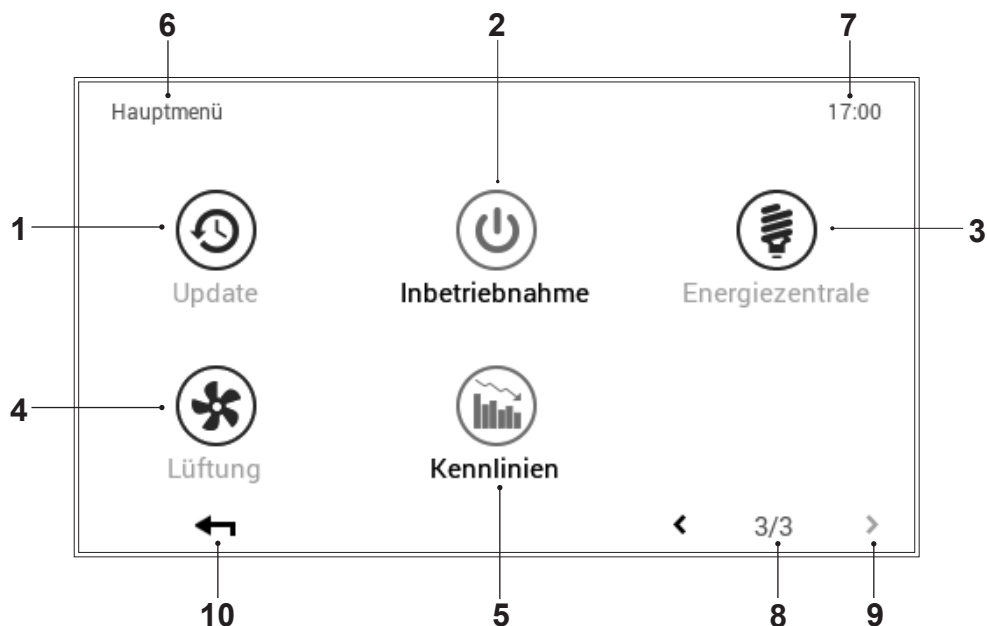 6 2 7
Hauptmenü 17:00
1 3
Update Inbetriebnahme Energiezentrale
4
Lüftung Kennlinien
3/3
10 5 8 9